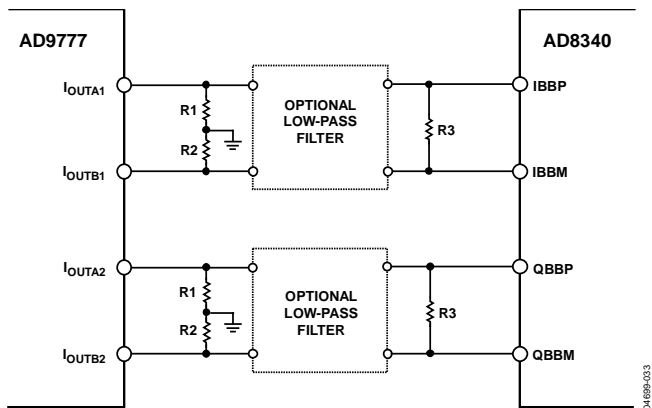 AD9777
AD8340
IOUTA1
R1
R2
IOUTB1
OPTIONAL
LOW-PASS
FILTER
R3
IBBP
IBBM
IOUTA2
R1
R2
IOUTB2
OPTIONAL
LOW-PASS
FILTER
R3
QBBP
QBBM
04699-033